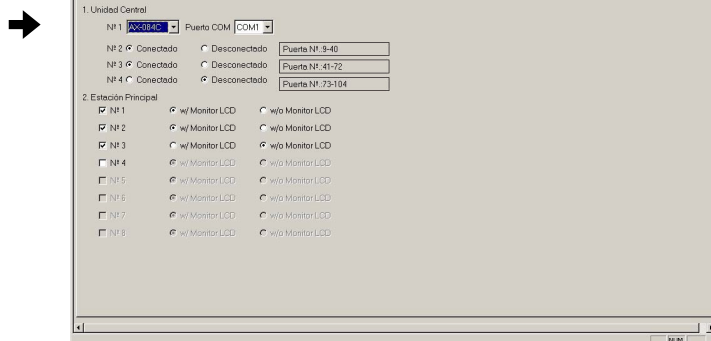 1. Unidad Central
Nº 1 AX-084C Puerto COM COM1
Nº 2 Conectado Desconectado Puerta Nº.:9-40
Nº 3 Conectado Desconectado Puerta Nº.:41-72
Nº 4 Conectado Desconectado Puerta Nº.:73-104
2. Estación Principal
Nº 1 w/ Monitor LCD w/o Monitor LCD
Nº 2 w/ Monitor LCD w/o Monitor LCD
Nº 3 w/ Monitor LCD w/o Monitor LCD
Nº 4 w/ Monitor LCD w/o Monitor LCD
Nº 5 w/ Monitor LCD w/o Monitor LCD
Nº 6 w/ Monitor LCD w/o Monitor LCD
Nº 7 w/ Monitor LCD w/o Monitor LCD
Nº 8 w/ Monitor LCD w/o Monitor LCD
NUM